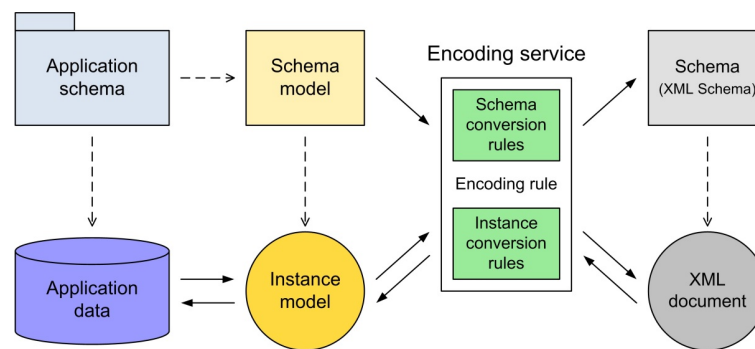 Application
schema
Schema
model
Encoding service
Schema
conversion
rules
Encoding rule
Instance
conversion
rules
Schema
(XML Schema)
Application
data
Instance
model
XML
document